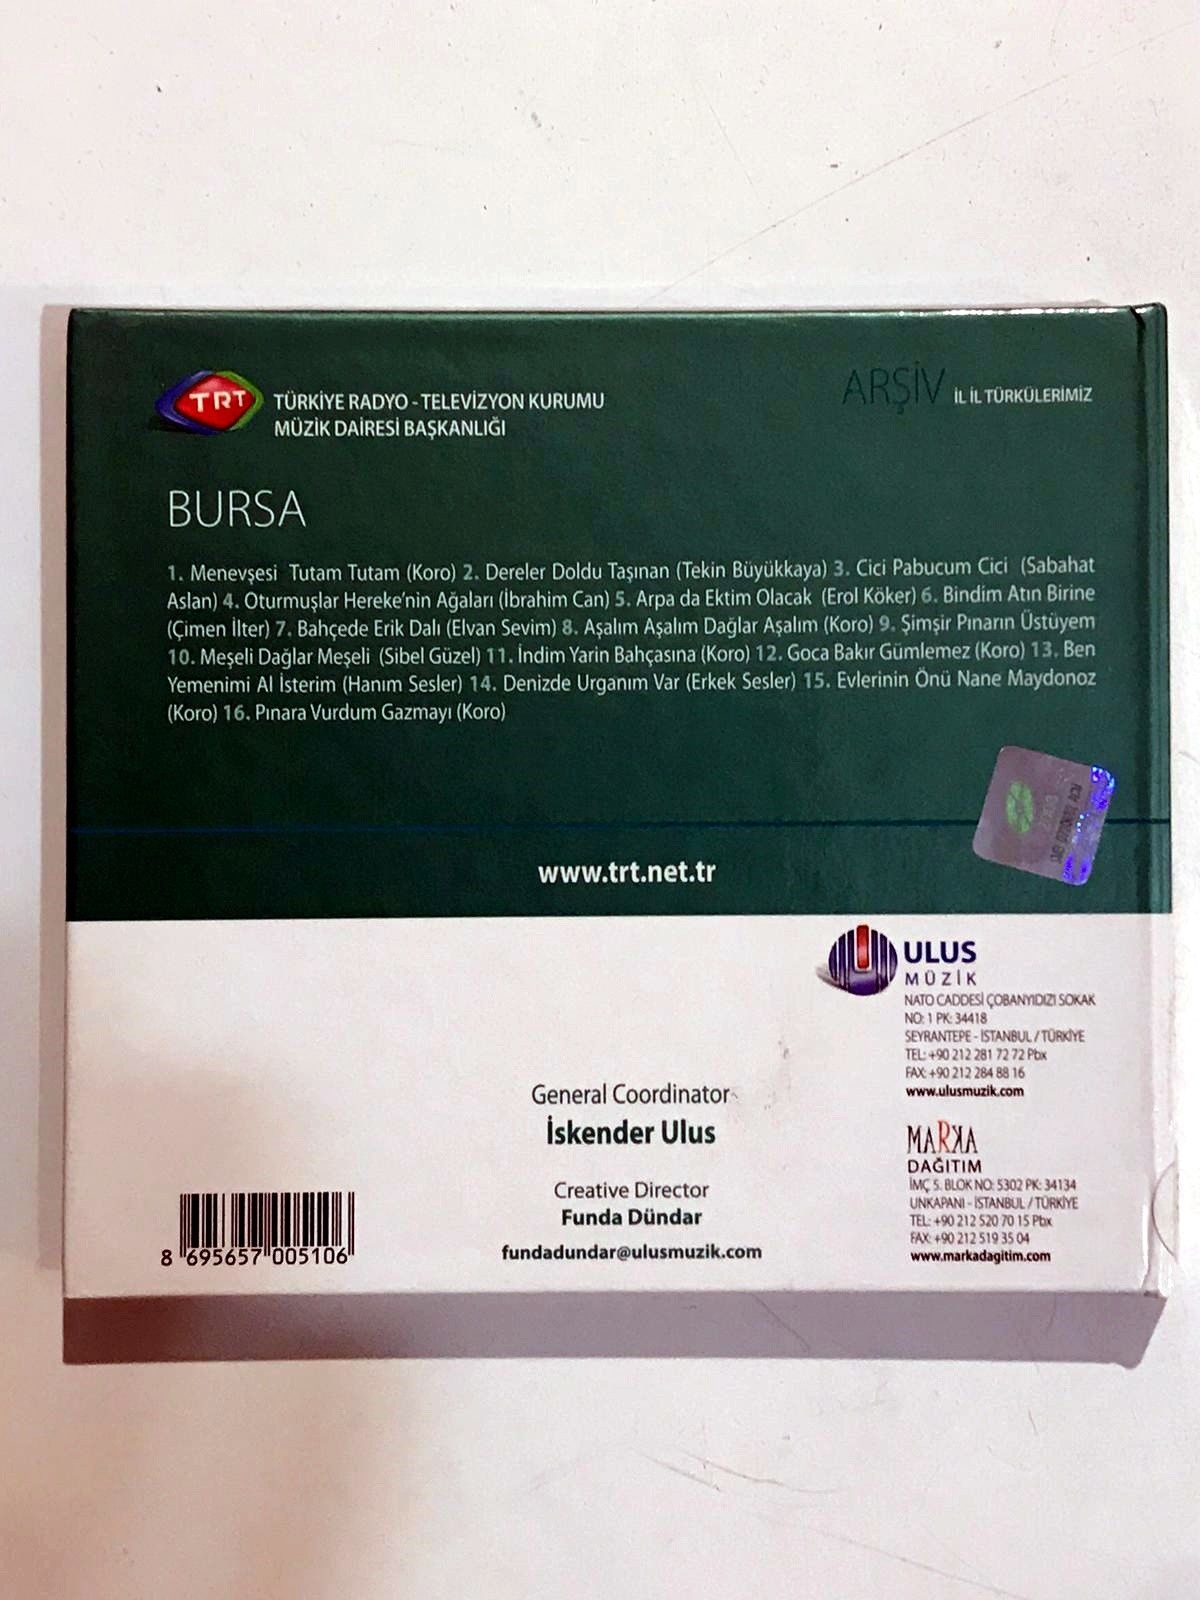 TRT
TÜRKİYE RADYO - TELEVİZYON KURUMU
MÜZİK DAİRESİ BAŞKANLIĞI
ARŞİV İL İL TÜRKÜLERİMİZ
BURSA
1. Menevşesi Tutam Tutam (Koro) 2. Dereler Doldu Taşınan (Tekin Büyükkaya) 3. Cici Pabucum Cici (Sabahat
Aslan) 4. Oturmuşlar Hereke'nin Ağaları (İbrahim Can) 5. Arpa da Ektim Olacak (Erol Köker) 6. Bindim Atın Birine
(Çimen İlter) 7. Bahçede Erik Dalı (Elvan Sevim) 8. Aşalım Aşalım Dağlar Aşalım (Koro) 9. Şimşir Pınarın Üstüyem
10. Meşeli Dağlar Meşeli (Sibel Güzel) 11. İndim Yarin Bahçasına (Koro) 12. Goca Bakır Gümlemez (Koro) 13. Ben
Yemenimi Al İsterim (Hanım Sesler) 14. Denizde Urganım Var (Erkek Sesler) 15. Evlerinin Önü Nane Maydonoz
(Koro) 16. Pınara Vurdum Gazmayı (Koro)
www.trt.net.tr
ULUS
MÜZİK
NATO CADDESİ ÇOBANYIDIZI SOKAK
NO: 1 PK: 34418
SEYRANTEPE - İSTANBUL / TÜRKİYE
TEL: +90 212 281 72 72 Pbx
FAX: +90 212 284 88 16
www.ulusmuzik.com
General Coordinator
İskender Ulus
Creative Director
Funda Dündar
fundadundar@ulusmuzik.com
MARKA
DAĞITIM
İMÇ 5. BLOK NO: 5302 PK: 34134
UNKAPANI - İSTANBUL / TÜRKİYE
TEL: +90 212 520 70 15 Pbx
FAX: +90 212 519 35 04
www.markadagitim.com
8 695657 005106